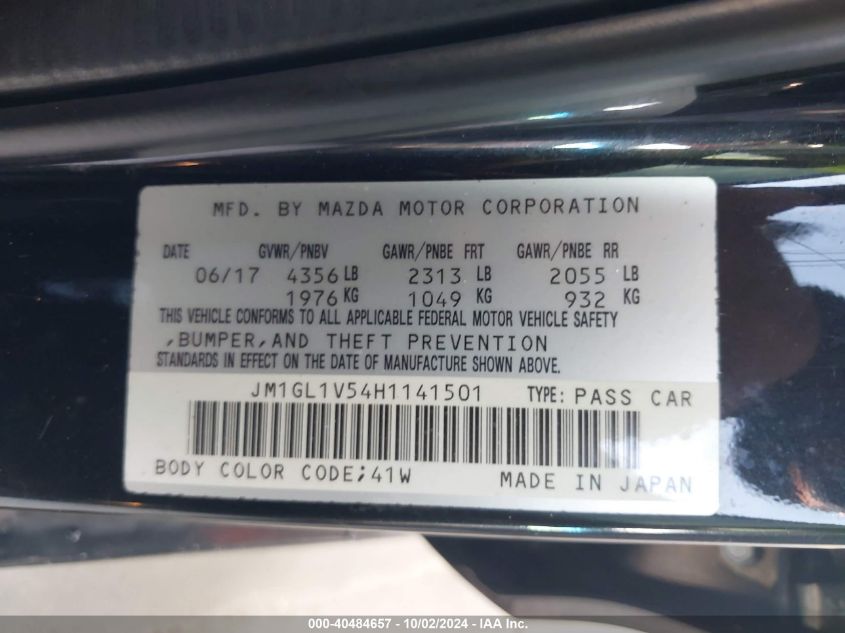 MFD. BY MAZDA MOTOR CORPORATION
DATE GVWR/PNBV GAWR/PNBE FRT GAWR/PNBE RR
06/17 4356 LB 2313 LB 2055 LB
1976 KG 1049 KG 932 KG
THIS VEHICLE CONFORMS TO ALL APPLICABLE FEDERAL MOTOR VEHICLE SAFETY
,BUMPER,AND THEFT PREVENTION
STANDARDS IN EFFECT ON THE DATE OF MANUFACTURE SHOWN ABOVE.
JM1GL1V54H1141501 TYPE: PASS CAR
BODY COLOR CODE;41W MADE IN JAPAN
000-40484657 - 10/02/2024 - IAA Inc.